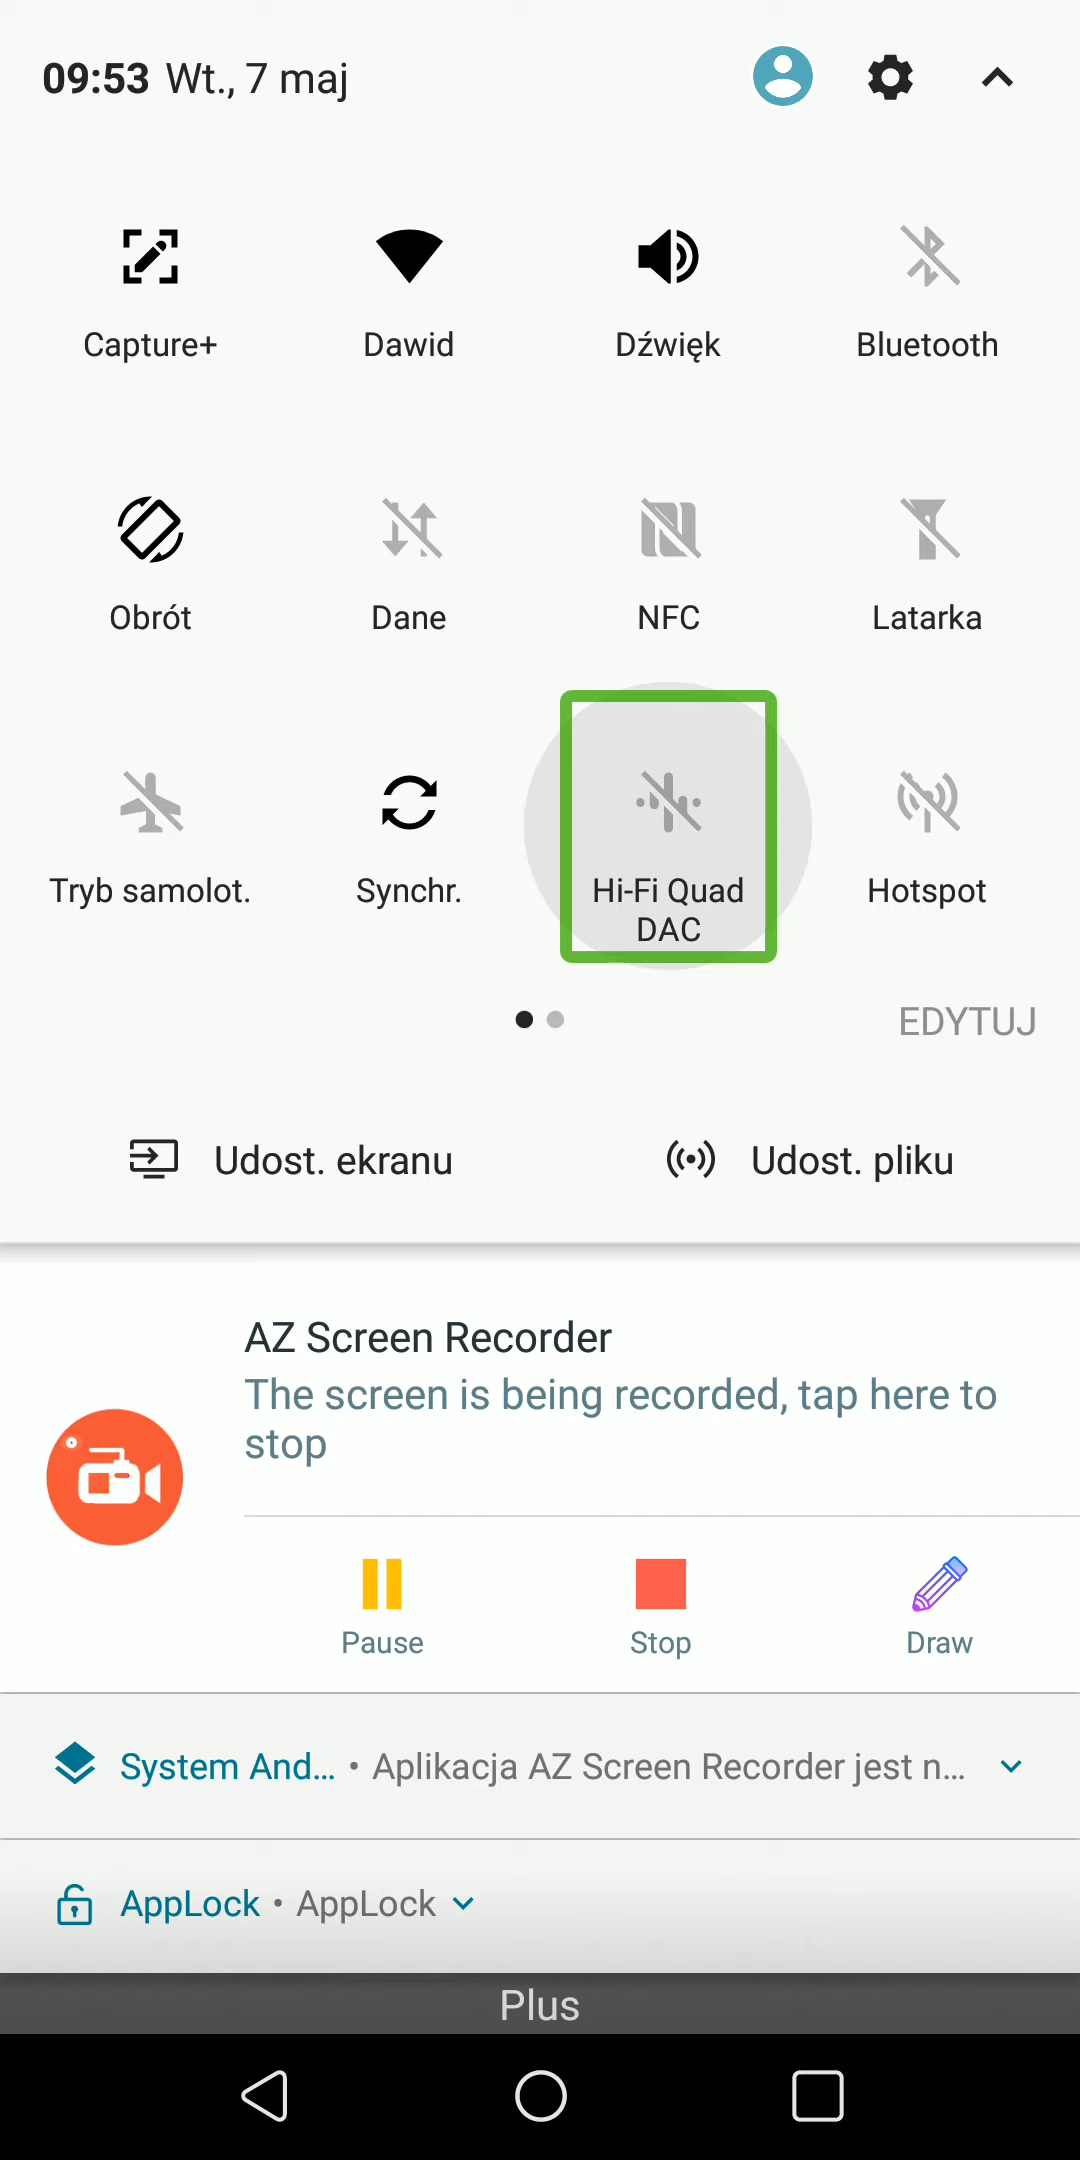 09:53 Wt., 7 maj
Capture+
Dawid
Dźwięk
Bluetooth
Obrót
Dane
NFC
Latarka
Tryb samolot.
Synchr.
Hi-Fi Quad
DAC
Hotspot
EDYTUJ
Udost. ekranu
Udost. pliku
AZ Screen Recorder
The screen is being recorded, tap here to
stop
Pause
Stop
Draw
System And... • Aplikacja AZ Screen Recorder jest n...
AppLock • AppLock
Plus